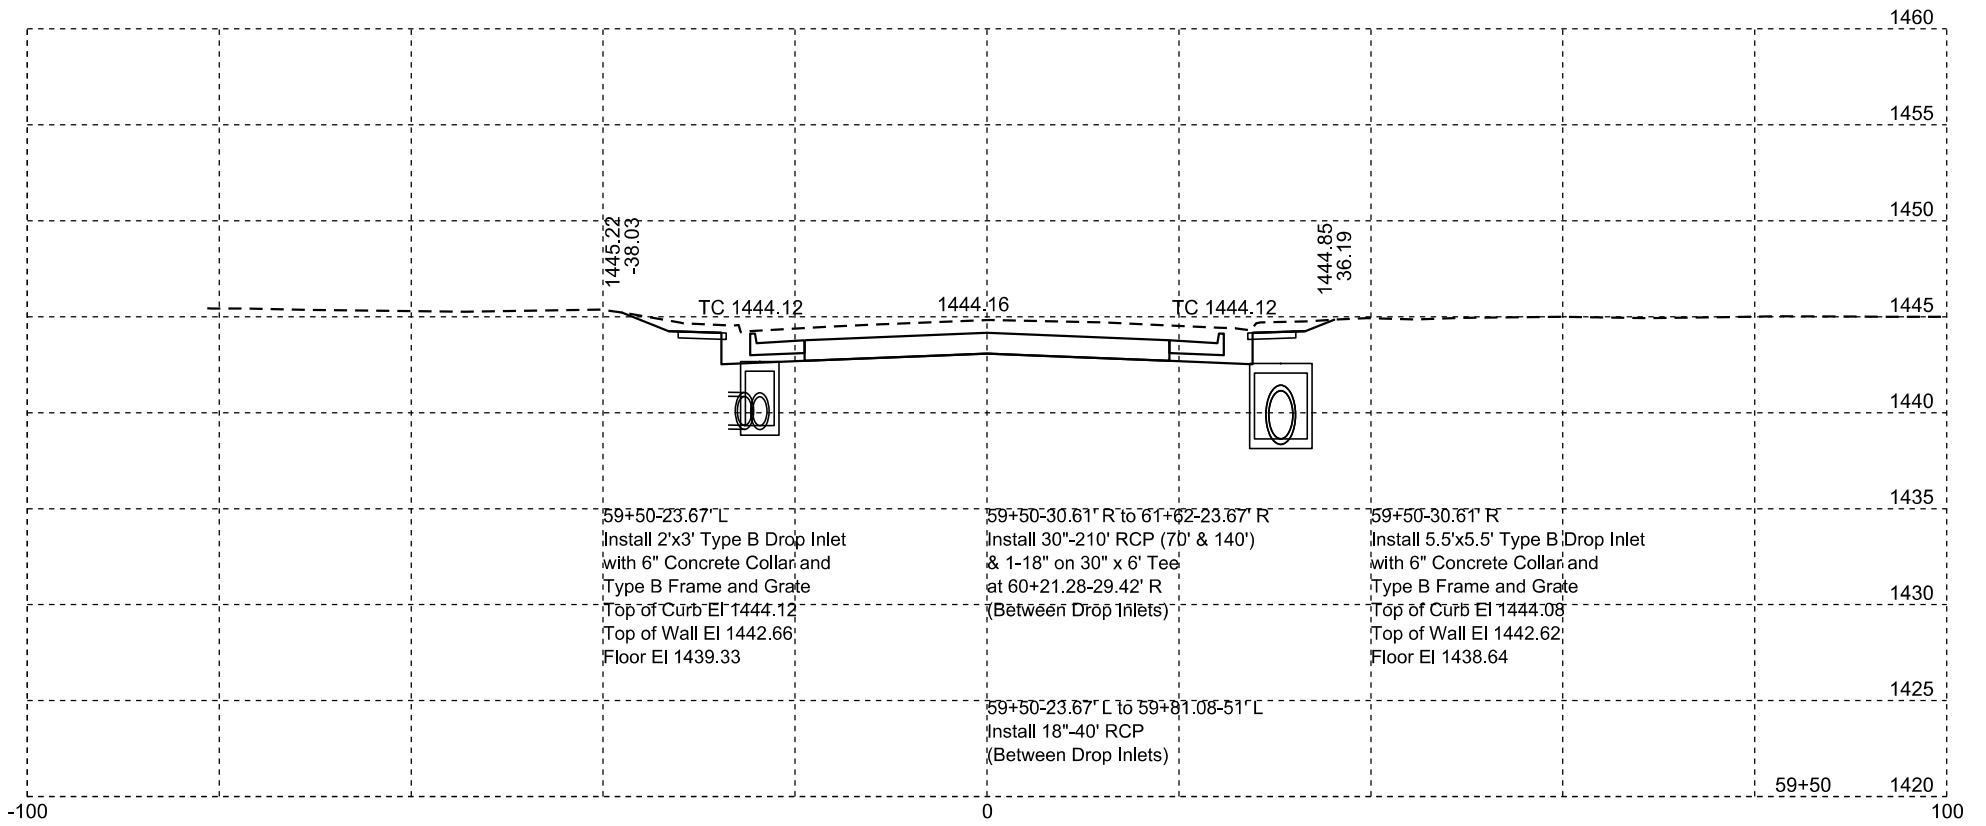 1460
1455
1450
1445.22
-38.03
1444.85
36.19
TC 1444.12
1444.16
TC 1444.12
1445
1440
1435
59+50-23.67' L
Install 2'x3' Type B Drop Inlet
with 6" Concrete Collar and
Type B Frame and Grate
Top of Curb El 1444.12
Top of Wall El 1442.66
Floor El 1439.33
59+50-30.61' R to 61+62-23.67' R
Install 30"-210' RCP (70' & 140')
& 1-18" on 30" x 6' Tee
at 60+21.28-29.42' R
(Between Drop Inlets)
59+50-30.61' R
Install 5.5'x5.5' Type B Drop Inlet
with 6" Concrete Collar and
Type B Frame and Grate
Top of Curb El 1444.08
Top of Wall El 1442.62
Floor El 1438.64
1430
1425
59+50-23.67' L to 59+81.08-51' L
Install 18"-40' RCP
(Between Drop Inlets)
59+50
1420
-100
0
100